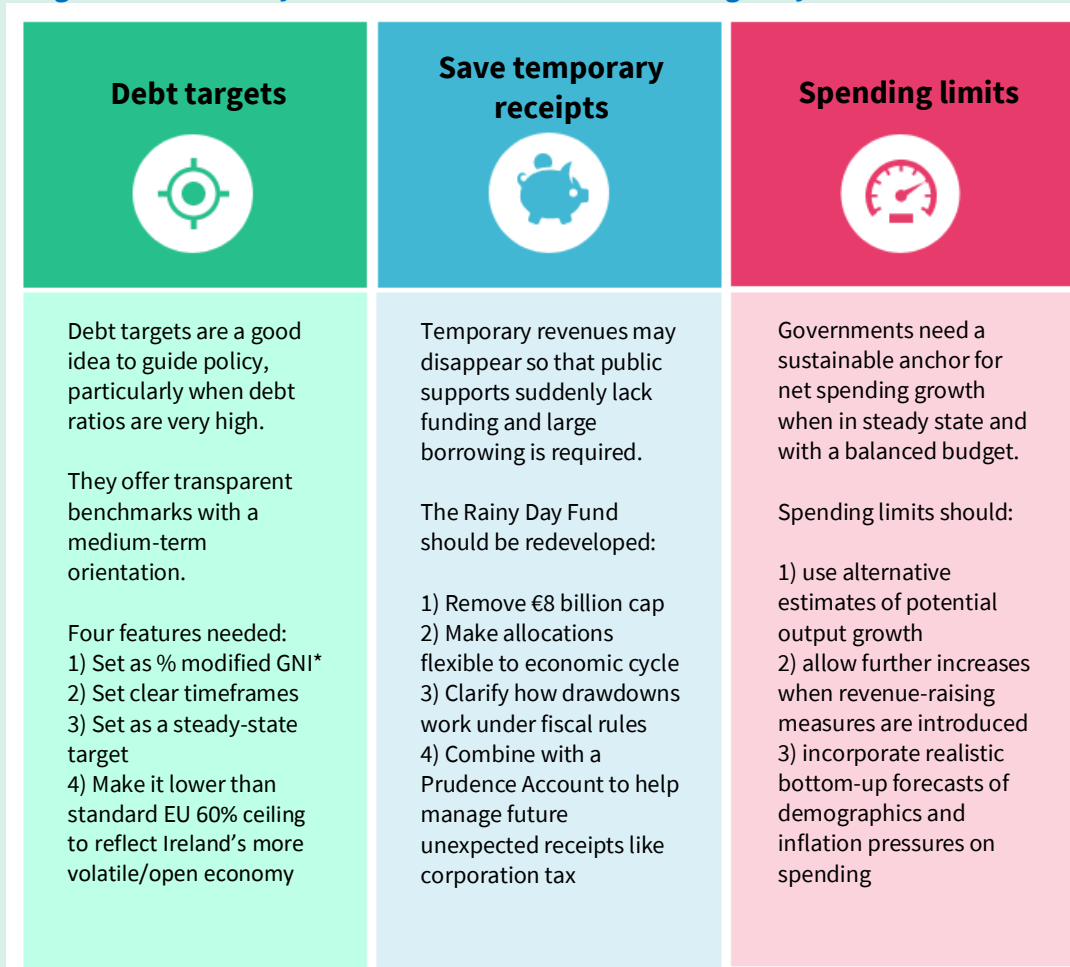 Debt targets
Debt targets are a good
idea to guide policy,
particularly when debt
ratios are very high.
They offer transparent
benchmarks with a
medium-term
orientation.
Four features needed:
1) Set as % modified GNI*
2) Set clear timeframes
3) Set as a steady-state
target
4) Make it lower than
standard EU 60% ceiling
to reflect Ireland's more
volatile/open economy
Save temporary
receipts
Temporary revenues may
disappear so that public
supports suddenly lack
funding and large
borrowing is required.
The Rainy Day Fund
should be redeveloped:
1) Remove €8 billion cap
2) Make allocations
flexible to economic cycle
3) Clarify how drawdowns
work under fiscal rules
4) Combine with a
Prudence Account to help
manage future
unexpected receipts like
corporation tax
Spending limits
Governments need a
sustainable anchor for
net spending growth
when in steady state and
with a balanced budget.
Spending limits should:
1) use alternative
estimates of potential
output growth
2) allow further increases
when revenue-raising
measures are introduced
3) incorporate realistic
bottom-up forecasts of
demographics and
inflation pressures on
spending